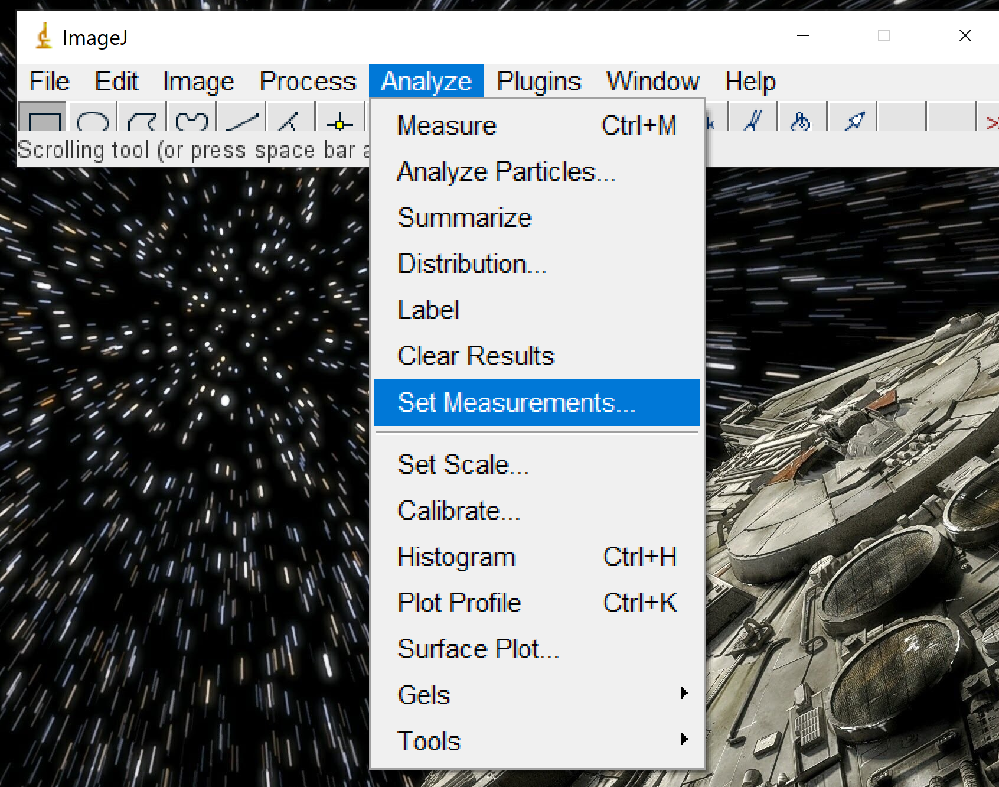 ImageJ
File Edit Image Process Analyze Plugins Window Help
Scrolling tool (or press space bar
Measure Ctrl+M
Analyze Particles...
Summarize
Distribution...
Label
Clear Results
Set Measurements...
Set Scale...
Calibrate...
Histogram Ctrl+H
Plot Profile Ctrl+K
Surface Plot...
Gels
Tools